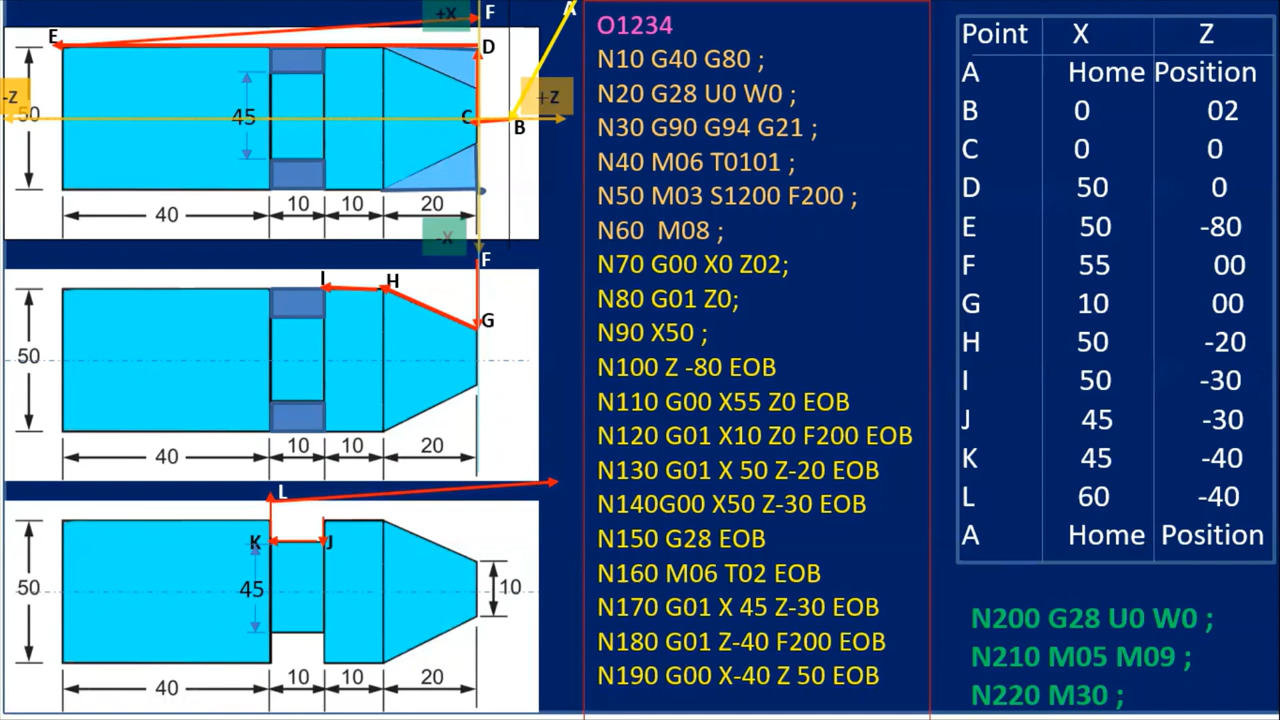 +X
F
A
E
D
-Z
50
45
C
B
+Z
40
10
10
20
-X
F
I
H
G
50
40
10
10
20
L
K
J
50
45
10
40
10
10
20
O1234
N10 G40 G80 ;
N20 G28 U0 W0 ;
N30 G90 G94 G21 ;
N40 M06 T0101 ;
N50 M03 S1200 F200 ;
N60 M08 ;
N70 G00 X0 Z02;
N80 G01 Z0;
N90 X50 ;
N100 Z -80 EOB
N110 G00 X55 Z0 EOB
N120 G01 X10 Z0 F200 EOB
N130 G01 X 50 Z-20 EOB
N140G00 X50 Z-30 EOB
N150 G28 EOB
N160 M06 T02 EOB
N170 G01 X 45 Z-30 EOB
N180 G01 Z-40 F200 EOB
N190 G00 X-40 Z 50 EOB
Point X Z
A Home Position
B 0 02
C 0 0
D 50 0
E 50 -80
F 55 00
G 10 00
H 50 -20
I 50 -30
J 45 -30
K 45 -40
L 60 -40
A Home Position
N200 G28 U0 W0 ;
N210 M05 M09 ;
N220 M30 ;